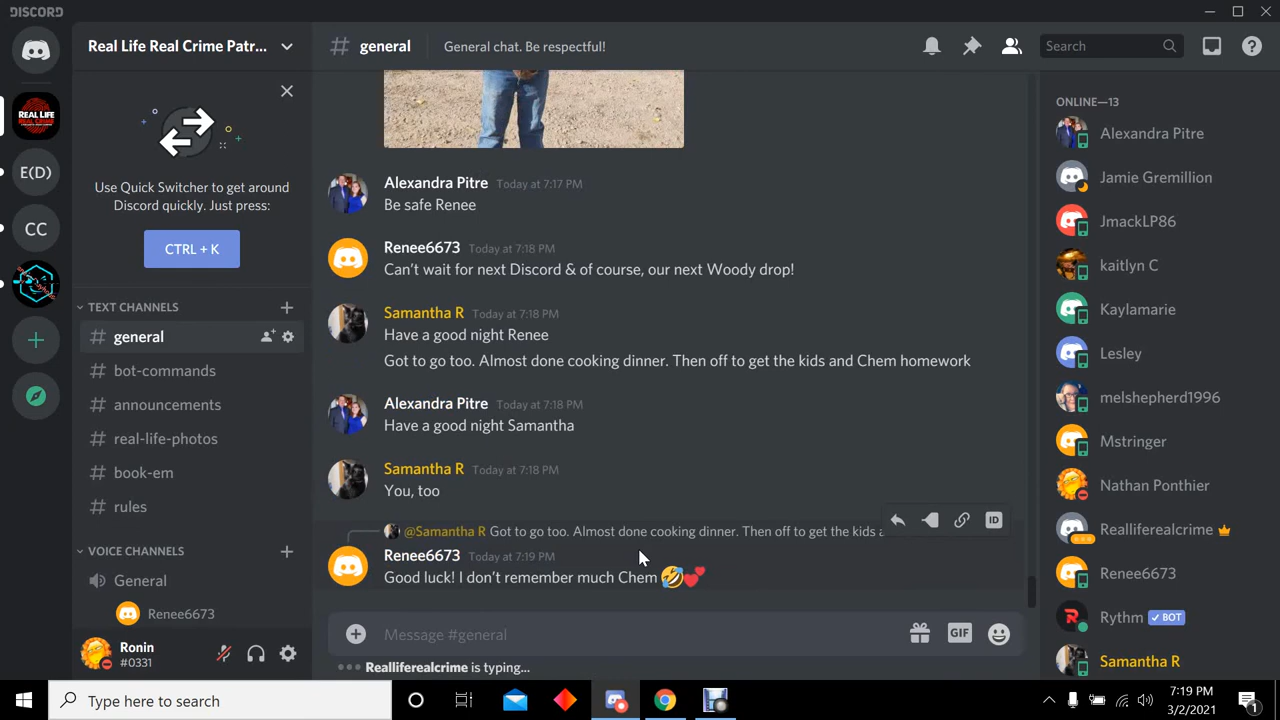 DISCORD
Real Life Real Crime Patr...
general
General chat. Be respectful!
Search
REAL LIFE
REAL CRIME
E(D)
CC
Use Quick Switcher to get around
Discord quickly. Just press:
CTRL + K
TEXT CHANNELS
general
bot-commands
announcements
real-life-photos
book-em
rules
VOICE CHANNELS
General
Renee6673
Ronin
#0331
Alexandra Pitre Today at 7:17 PM
Be safe Renee
Renee6673 Today at 7:18 PM
Can't wait for next Discord & of course, our next Woody drop!
Samantha R Today at 7:18 PM
Have a good night Renee
Got to go too. Almost done cooking dinner. Then off to get the kids and Chem homework
Alexandra Pitre Today at 7:18 PM
Have a good night Samantha
Samantha R Today at 7:18 PM
You, too
@Samantha R Got to go too. Almost done cooking dinner. Then off to get the kids a
ID
Renee6673 Today at 7:19 PM
Good luck! I don't remember much Chem 🤣💕
Message #general
GIF
Realliferealcrime is typing...
ONLINE—13
Alexandra Pitre
Jamie Gremillion
JmackLP86
kaitlyn C
Kaylamarie
Lesley
melshepherd1996
Mstringer
Nathan Ponthier
Realliferealcrime
Renee6673
Rythm ✓ BOT
Samantha R
Type here to search
7:19 PM
3/2/2021
1